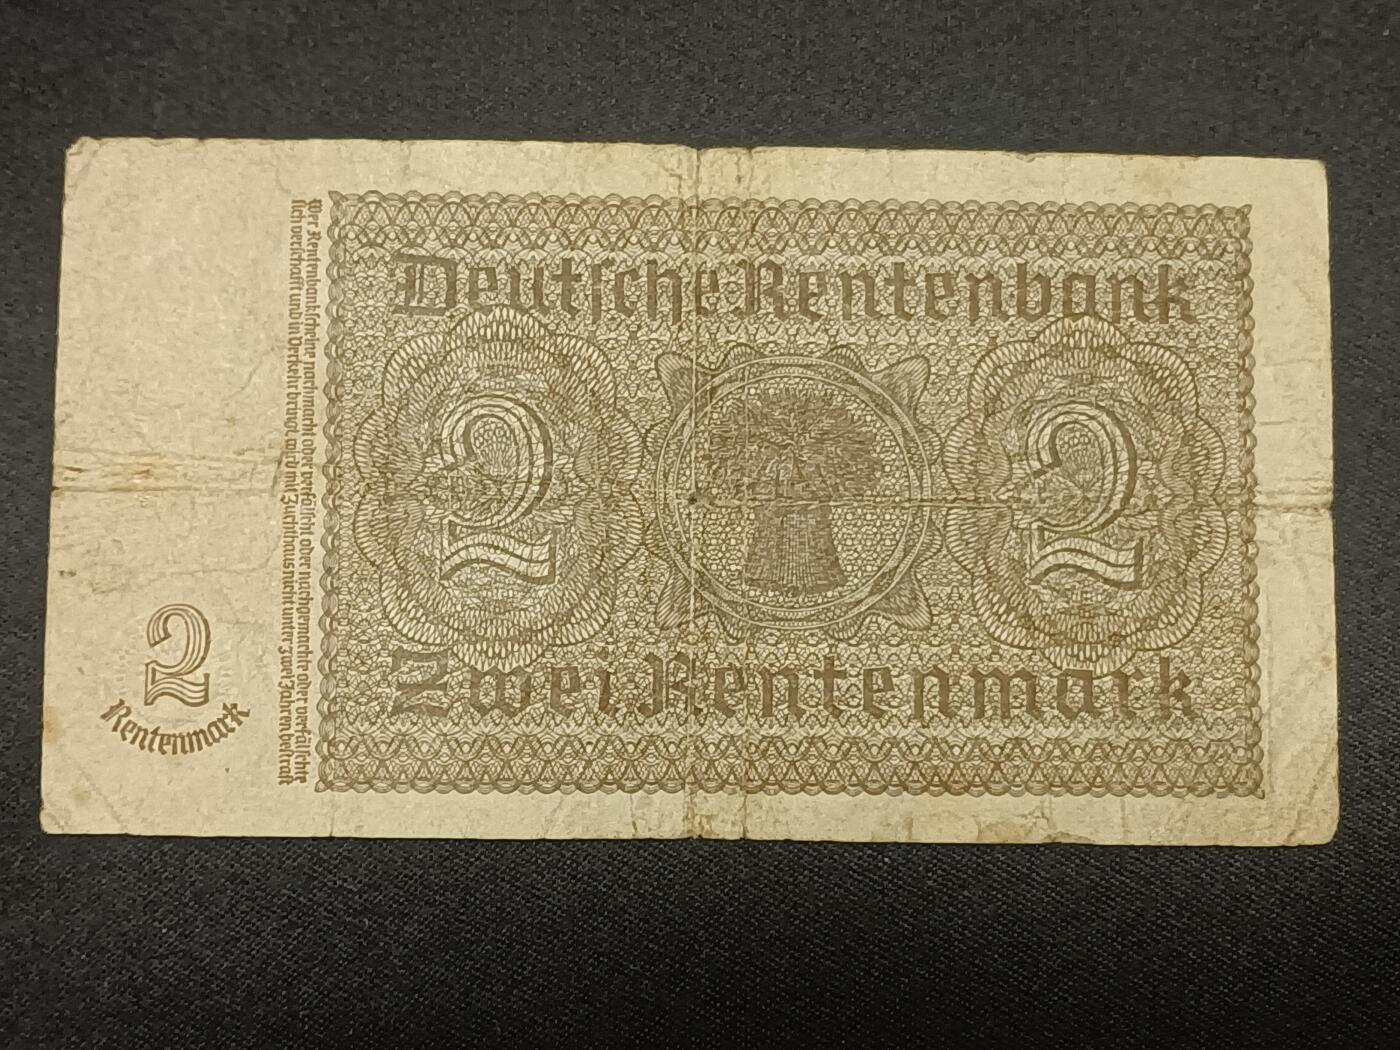 Deutsche Rentenbank
2 2
Zwei Rentenmark
2
Rentenmark
Wer Rentenbankscheine nachmacht oder verfälscht oder nachgemachte oder verfälschte
sich verschafft und in Verkehr bringt, wird mit Zuchthaus nicht unter zwei Jahren bestraft